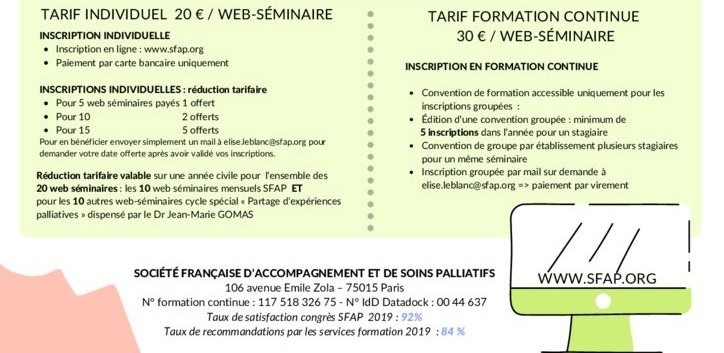 TARIF INDIVIDUEL 20 € / WEB-SÉMINAIRE
INSCRIPTION INDIVIDUELLE
• Inscription en ligne : www.sfap.org
• Paiement par carte bancaire uniquement
INSCRIPTIONS INDIVIDUELLES : réduction tarifaire
• Pour 5 web séminaires payés 1 offert
• Pour 10 2 offerts
• Pour 15 5 offerts
Pour en bénéficier envoyer simplement un mail à elise.leblanc@sfap.org pour
demander votre date offerte après avoir validé vos inscriptions.
Réduction tarifaire valable sur une année civile pour l'ensemble des
20 web séminaires : les 10 web séminaires mensuels SFAP ET
pour les 10 autres web-séminaires cycle spécial « Partage d'expériences
palliatives » dispensé par le Dr Jean-Marie GOMAS
TARIF FORMATION CONTINUE
30 € / WEB-SÉMINAIRE
INSCRIPTION EN FORMATION CONTINUE
• Convention de formation accessible uniquement pour les
inscriptions groupées :
• Édition d'une convention groupée : minimum de
5 inscriptions dans l'année pour un stagiaire
• Convention de groupe par établissement plusieurs stagiaires
pour un même séminaire
• Inscription groupée par mail sur demande à
elise.leblanc@sfap.org => paiement par virement
WWW.SFAP.ORG
SOCIÉTÉ FRANÇAISE D'ACCOMPAGNEMENT ET DE SOINS PALLIATIFS
106 avenue Emile Zola – 75015 Paris
N° formation continue : 117 518 326 75 - N° IdD Datadock : 00 44 637
Taux de satisfaction congrès SFAP 2019 : 92%
Taux de recommandations par les services formation 2019 : 84 %